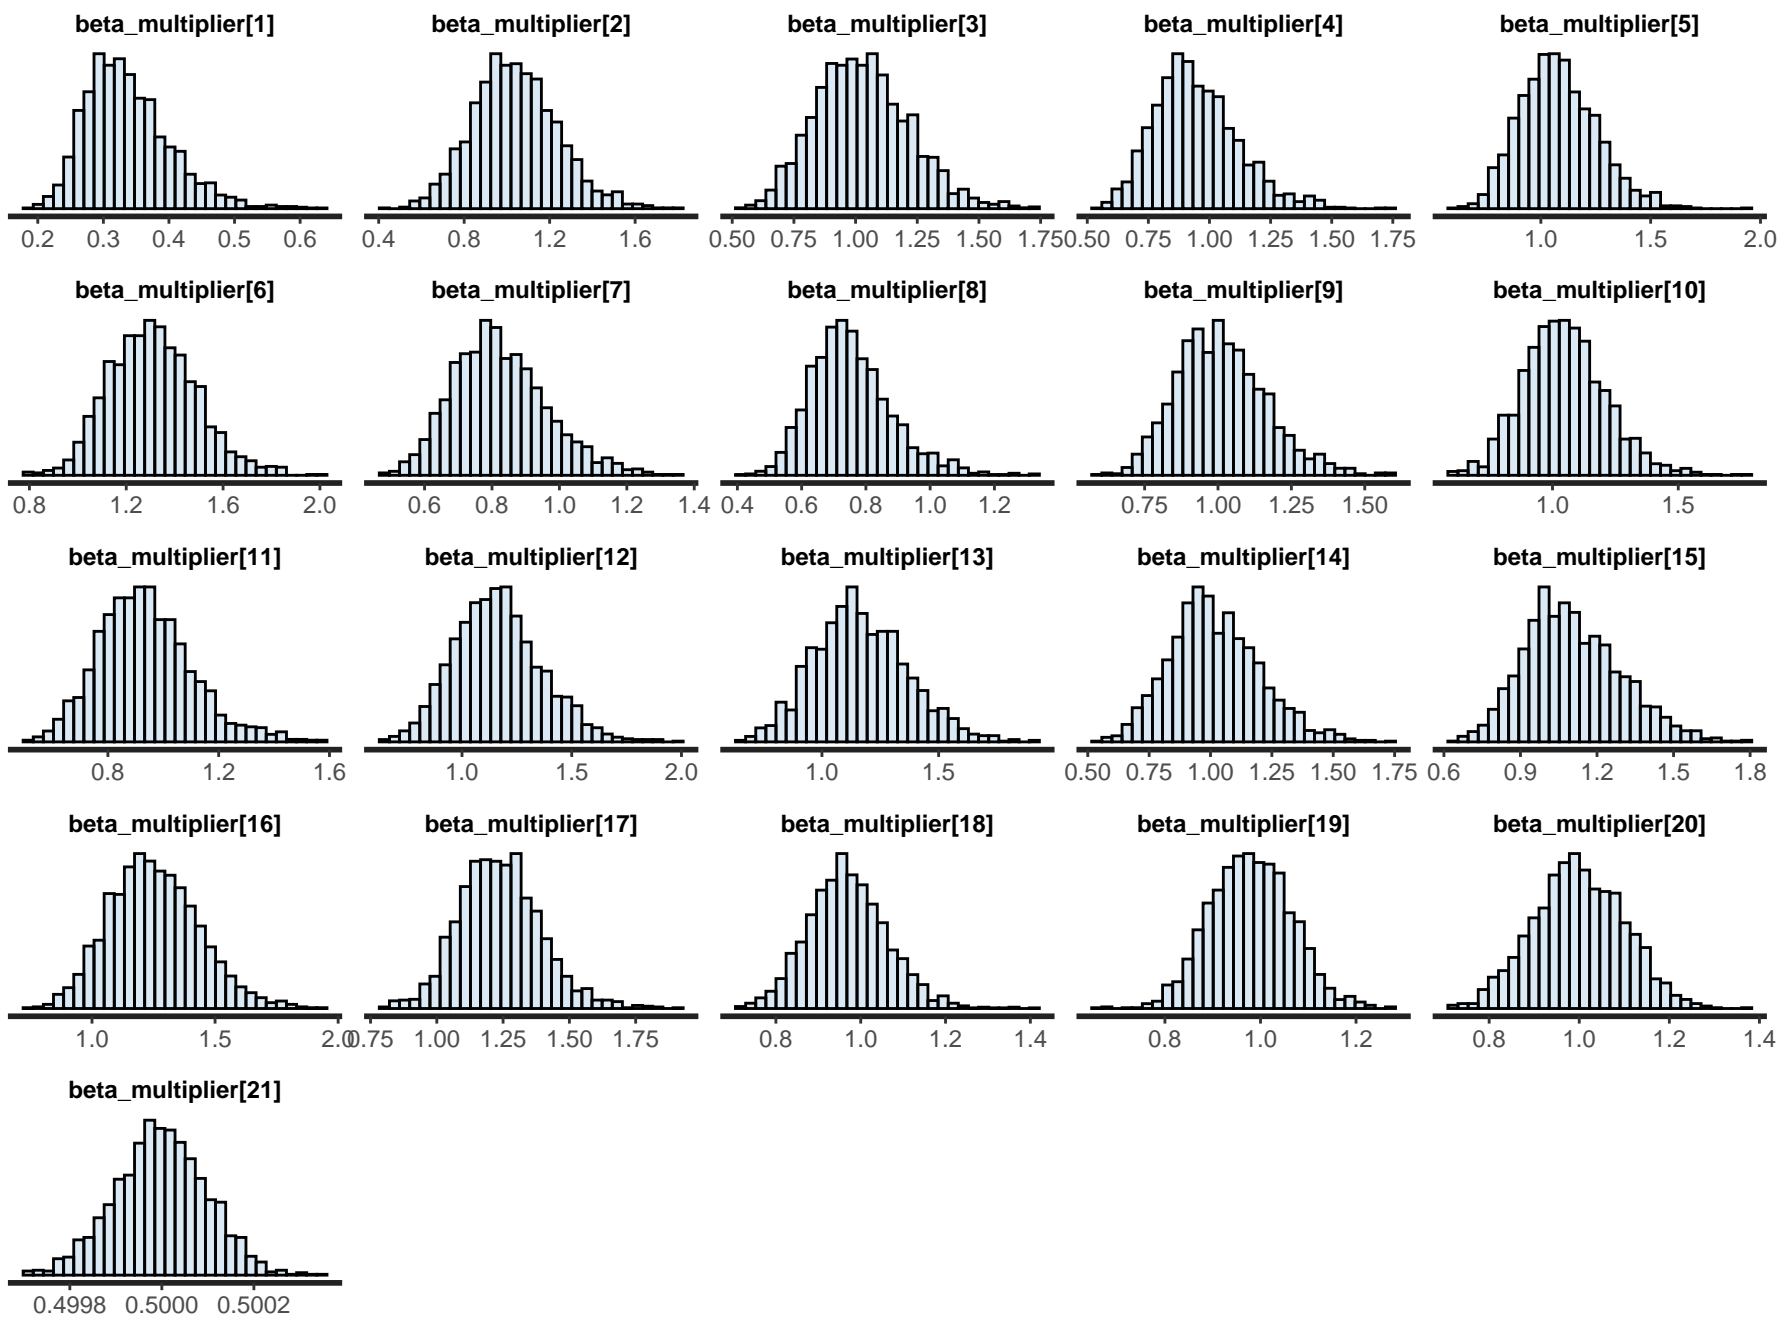 beta_multiplier[1] beta_multiplier[2] beta_multiplier[3] beta_multiplier[4] beta_multiplier[5]
0.2 0.3 0.4 0.5 0.6 0.4 0.8 1.2 1.6 0.50 0.75 1.00 1.25 1.50 1.75 0.50 0.75 1.00 1.25 1.50 1.75 1.0 1.5 2.0
beta_multiplier[6] beta_multiplier[7] beta_multiplier[8] beta_multiplier[9] beta_multiplier[10]
0.8 1.2 1.6 2.0 0.6 0.8 1.0 1.2 1.4 0.4 0.6 0.8 1.0 1.2 0.75 1.00 1.25 1.50 1.0 1.5
beta_multiplier[11] beta_multiplier[12] beta_multiplier[13] beta_multiplier[14] beta_multiplier[15]
0.8 1.2 1.6 1.0 1.5 2.0 1.0 1.5 0.50 0.75 1.00 1.25 1.50 1.75 0.6 0.9 1.2 1.5 1.8
beta_multiplier[16] beta_multiplier[17] beta_multiplier[18] beta_multiplier[19] beta_multiplier[20]
1.0 1.5 2.0 0.75 1.00 1.25 1.50 1.75 0.8 1.0 1.2 1.4 0.8 1.0 1.2 0.8 1.0 1.2 1.4
beta_multiplier[21]
0.4998 0.5000 0.5002